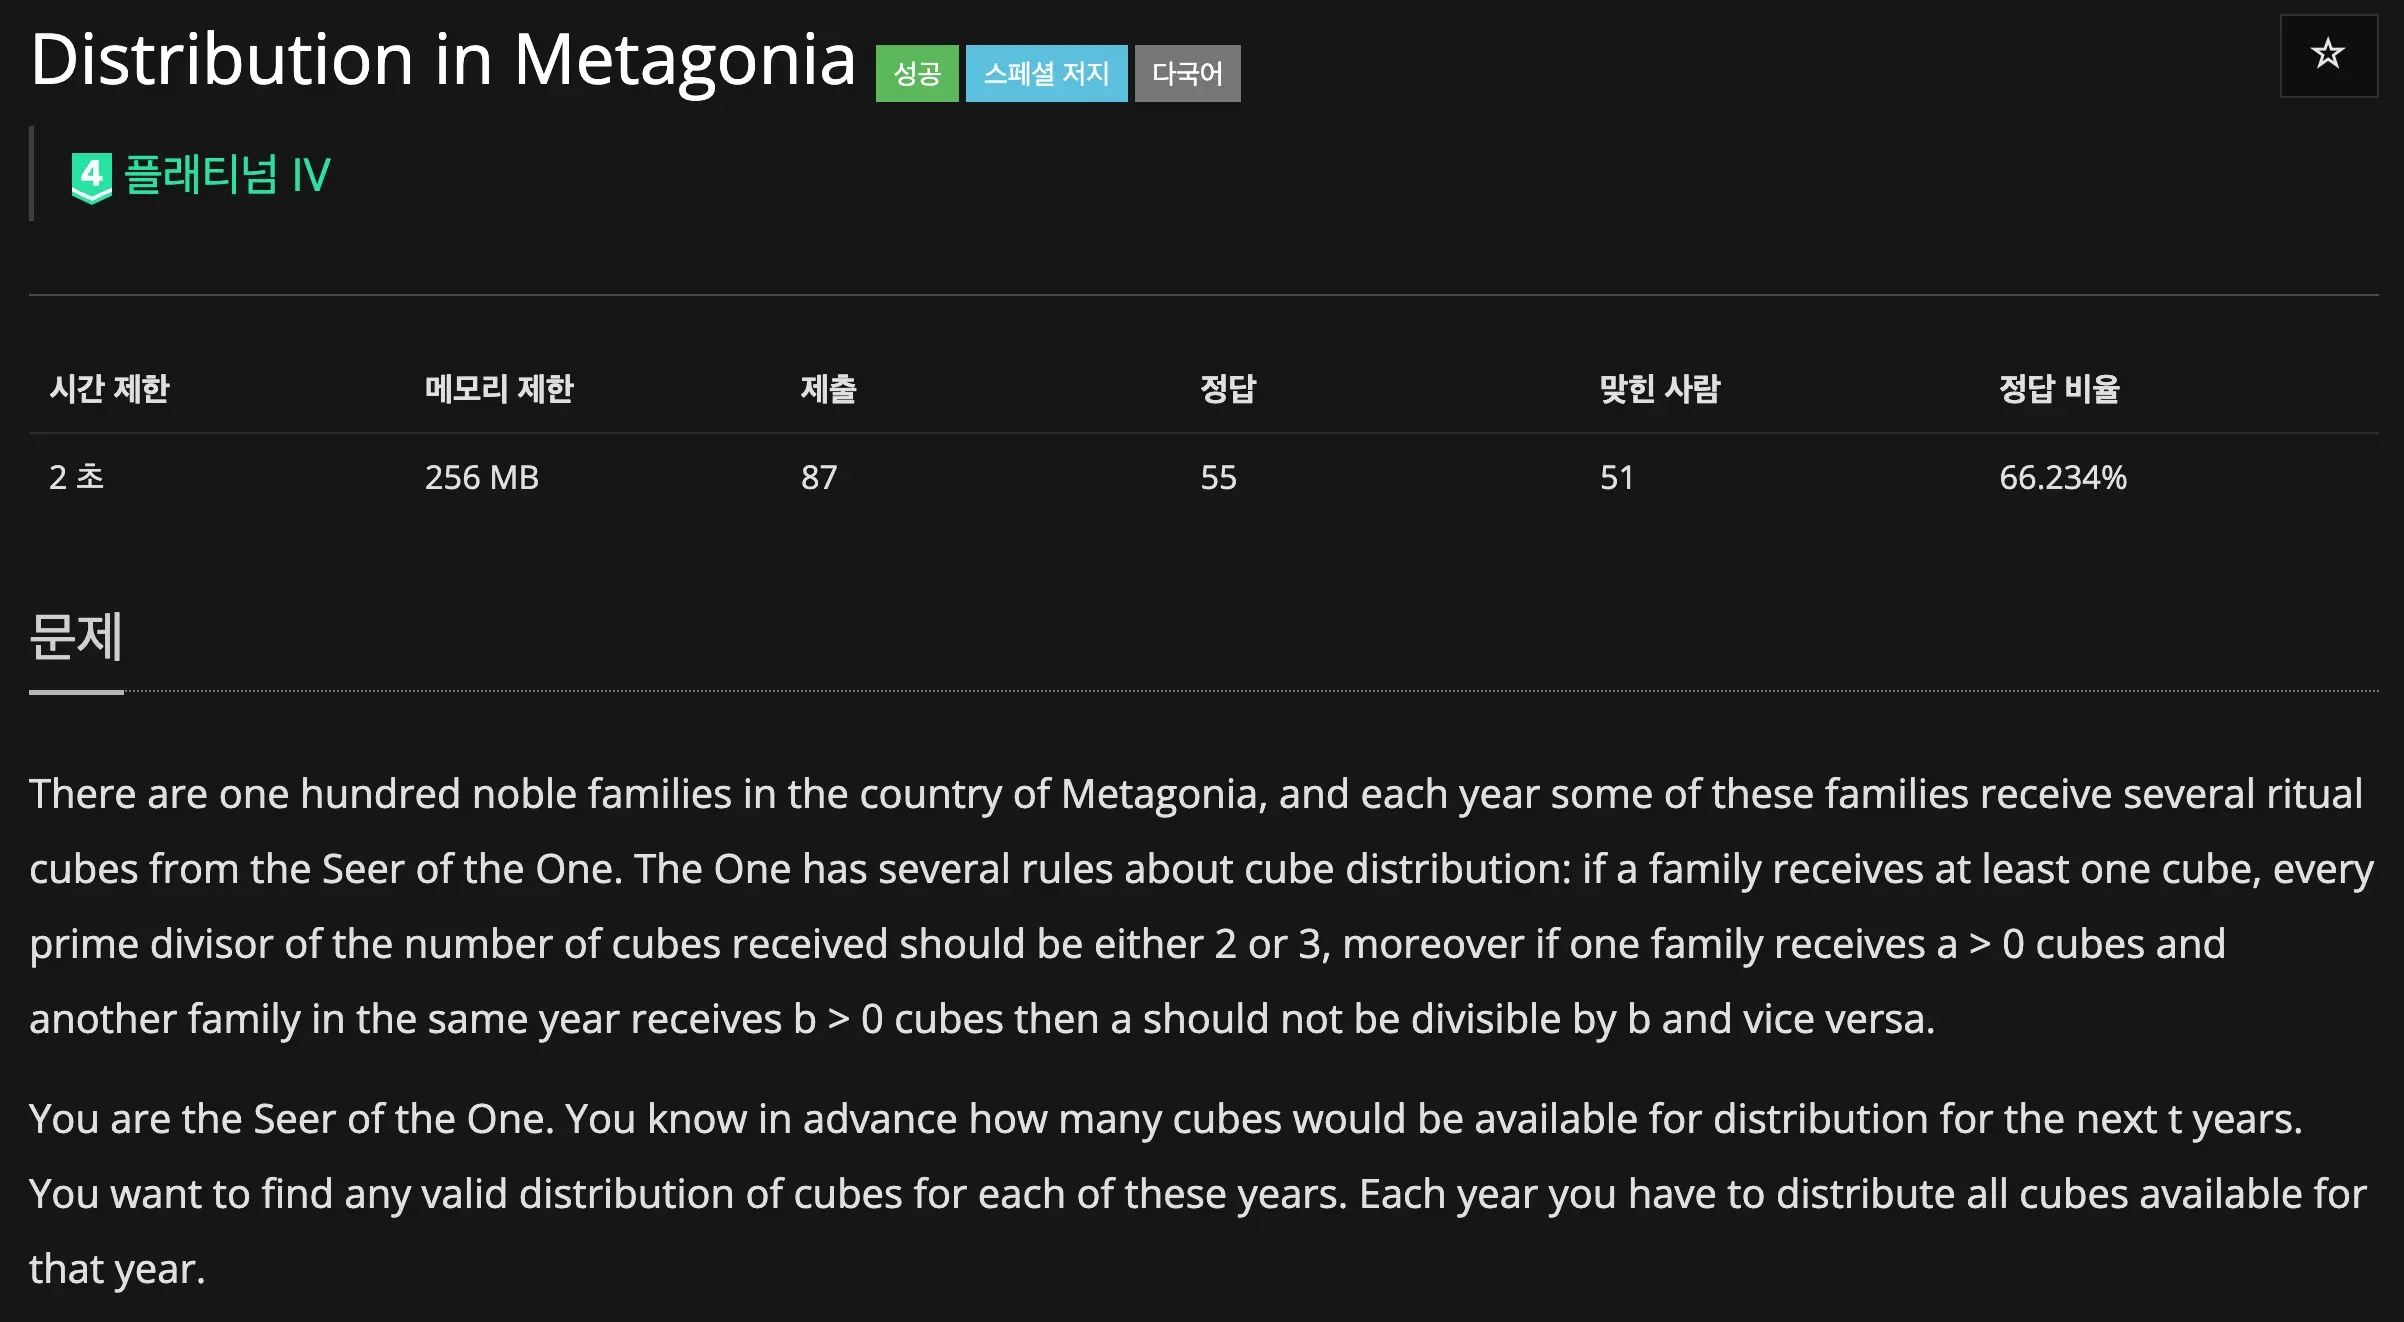 Distribution in Metagonia 성공 스페셜 저지 다국어
4 플래티넘 IV
시간 제한 메모리 제한 제출 정답 맞힌 사람 정답 비율
2 초 256 MB 87 55 51 66.234%
문제
There are one hundred noble families in the country of Metagonia, and each year some of these families receive several ritual
cubes from the Seer of the One. The One has several rules about cube distribution: if a family receives at least one cube, every
prime divisor of the number of cubes received should be either 2 or 3, moreover if one family receives a > 0 cubes and
another family in the same year receives b > 0 cubes then a should not be divisible by b and vice versa.
You are the Seer of the One. You know in advance how many cubes would be available for distribution for the next t years.
You want to find any valid distribution of cubes for each of these years. Each year you have to distribute all cubes available for
that year.